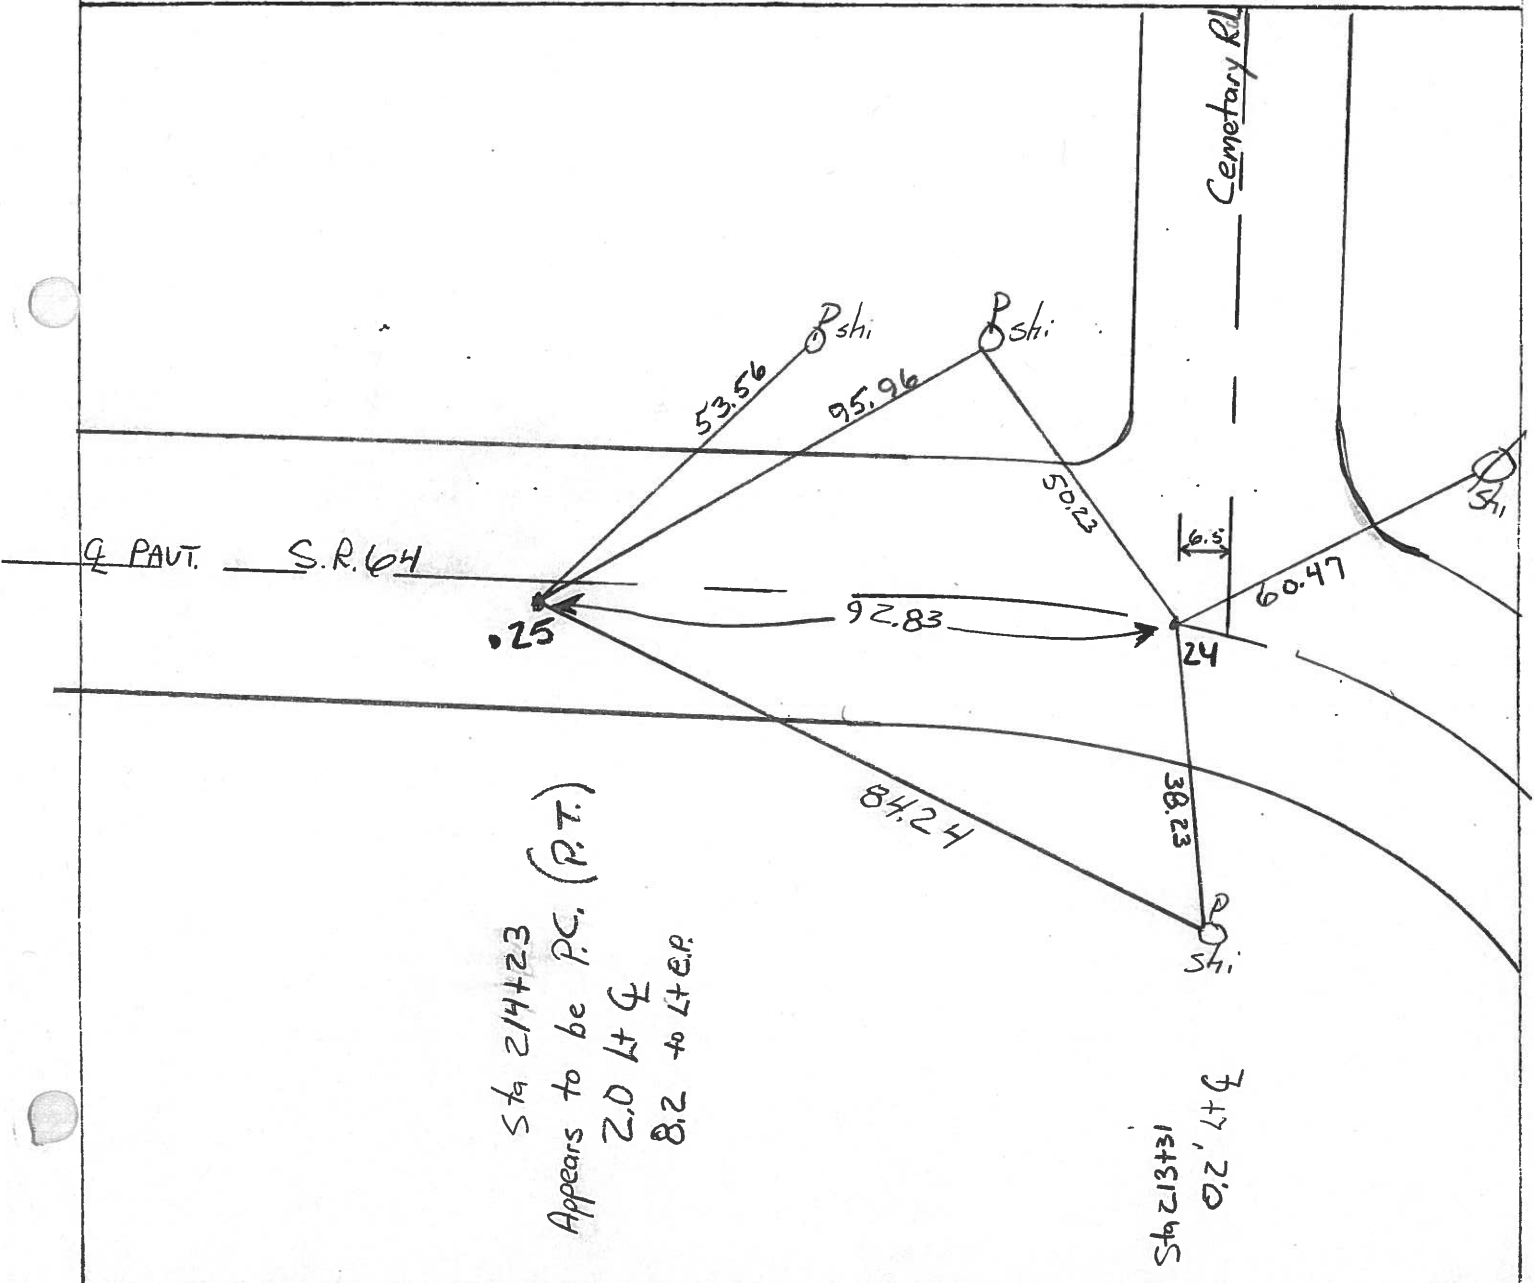 Cemetary Rd
P shi
P shi
53.56
95.96
50.23
Shi
6.5
60.47
℄ PAVT. S.R.64
92.83
.25
24
84.24
38.23
P
Shi
Sta 214+23
Appears to be P.C. (P.T.)
2.0 Lt ℄
8.2 to Lt e.p.
Sta 213+31
0.2' Lt ℄